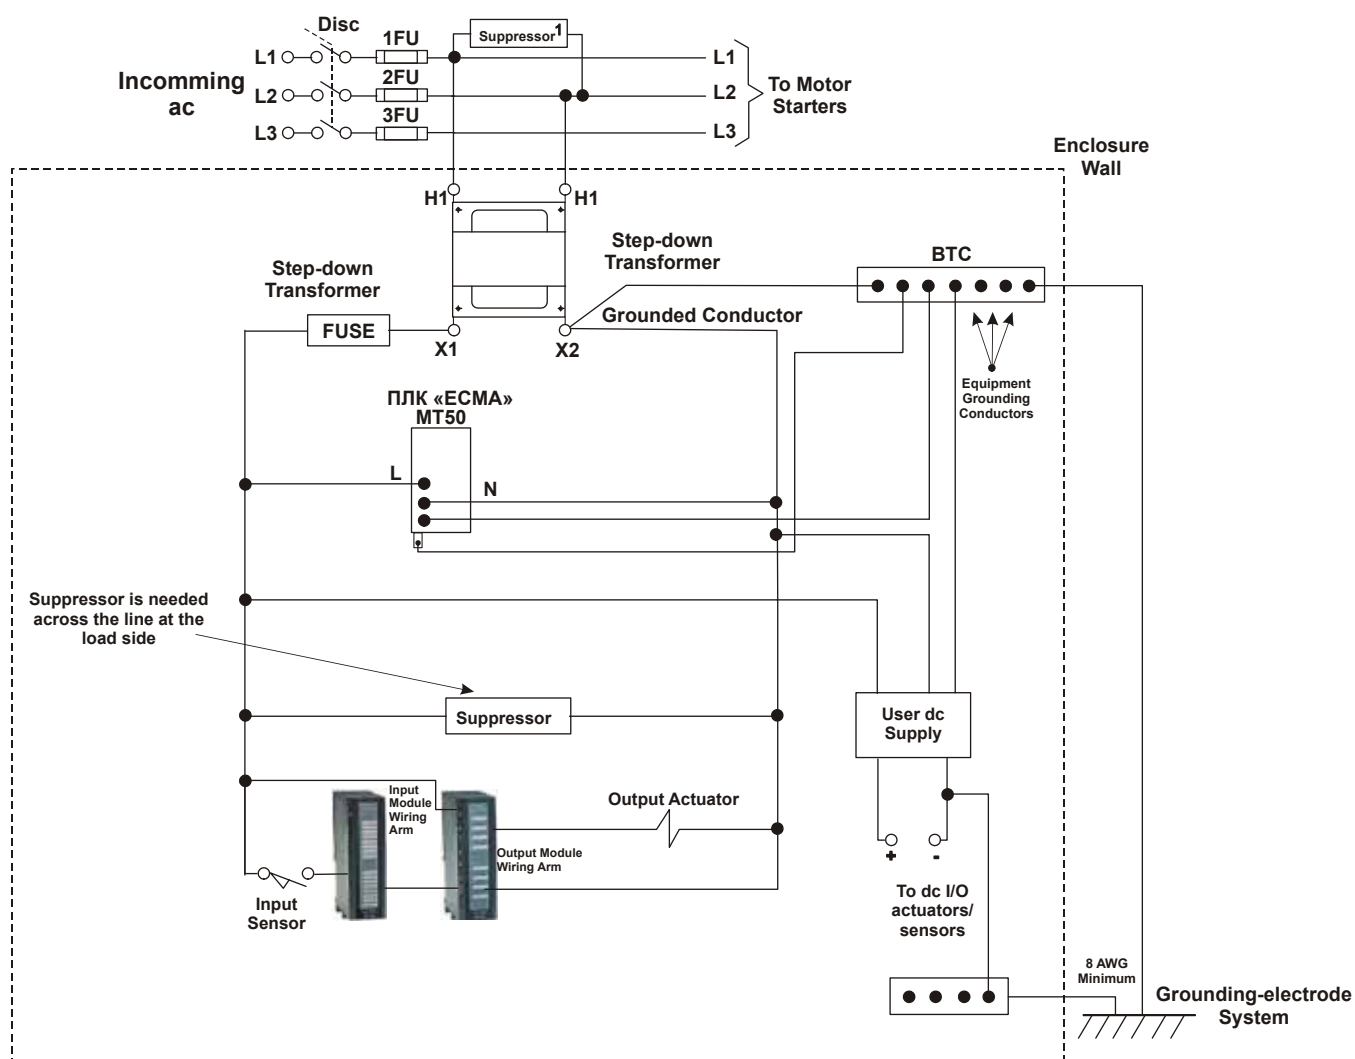 Disc
Suppressor1
1FU
L1
L1
2FU
Incomming
ac
L2
L2
To Motor
Starters
3FU
L3
L3
Enclosure
Wall
H1
H1
Step-down
Transformer
BTC
Step-down
Transformer
Grounded Conductor
FUSE
X1
X2
Equipment
Grounding
Conductors
ПЛК «ECMA»
MT50
L
N
Suppressor is needed
across the line at the
load side
Suppressor
User dc
Supply
Input
Module
Wiring
Arm
Output Actuator
Output Module
Wiring Arm
+
-
Input
Sensor
To dc I/O
actuators/
sensors
8 AWG
Minimum
Grounding-electrode
System